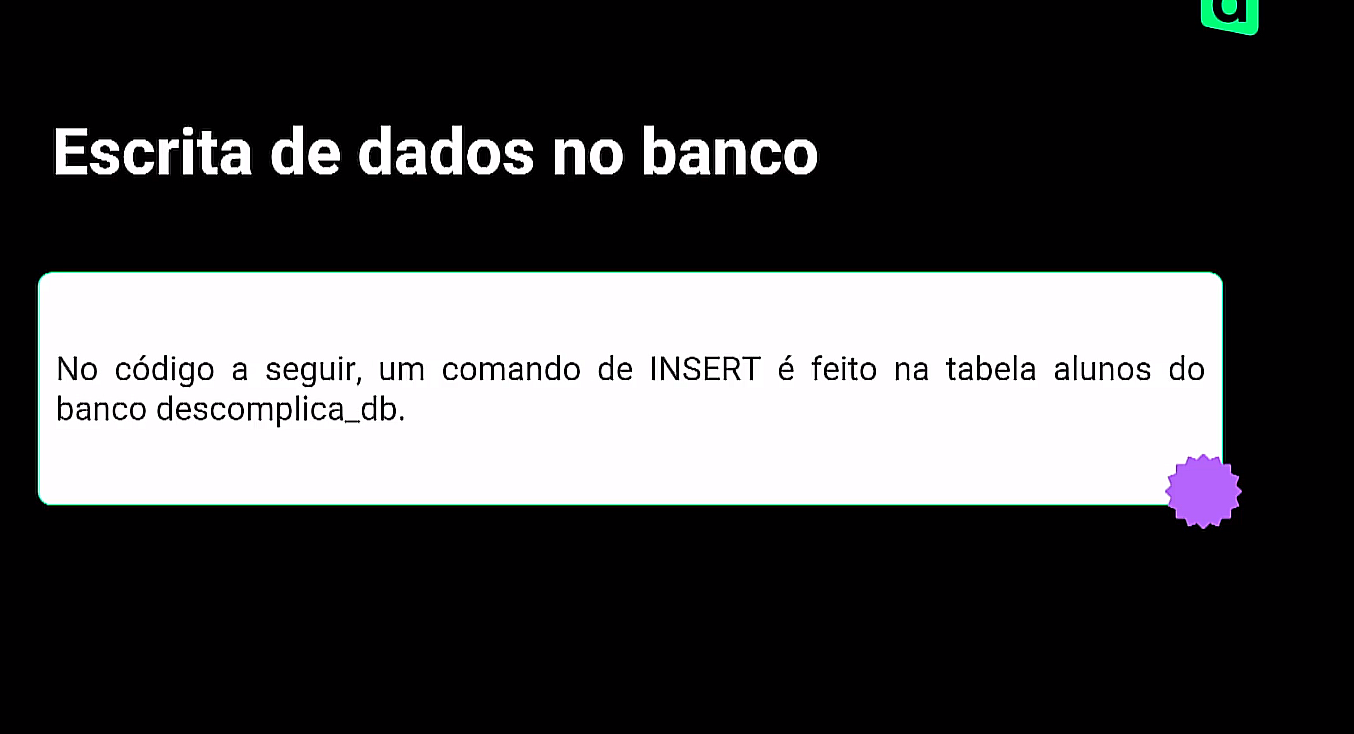 Escrita de dados no banco
No código a seguir, um comando de INSERT é feito na tabela alunos do
banco descomplica_db.